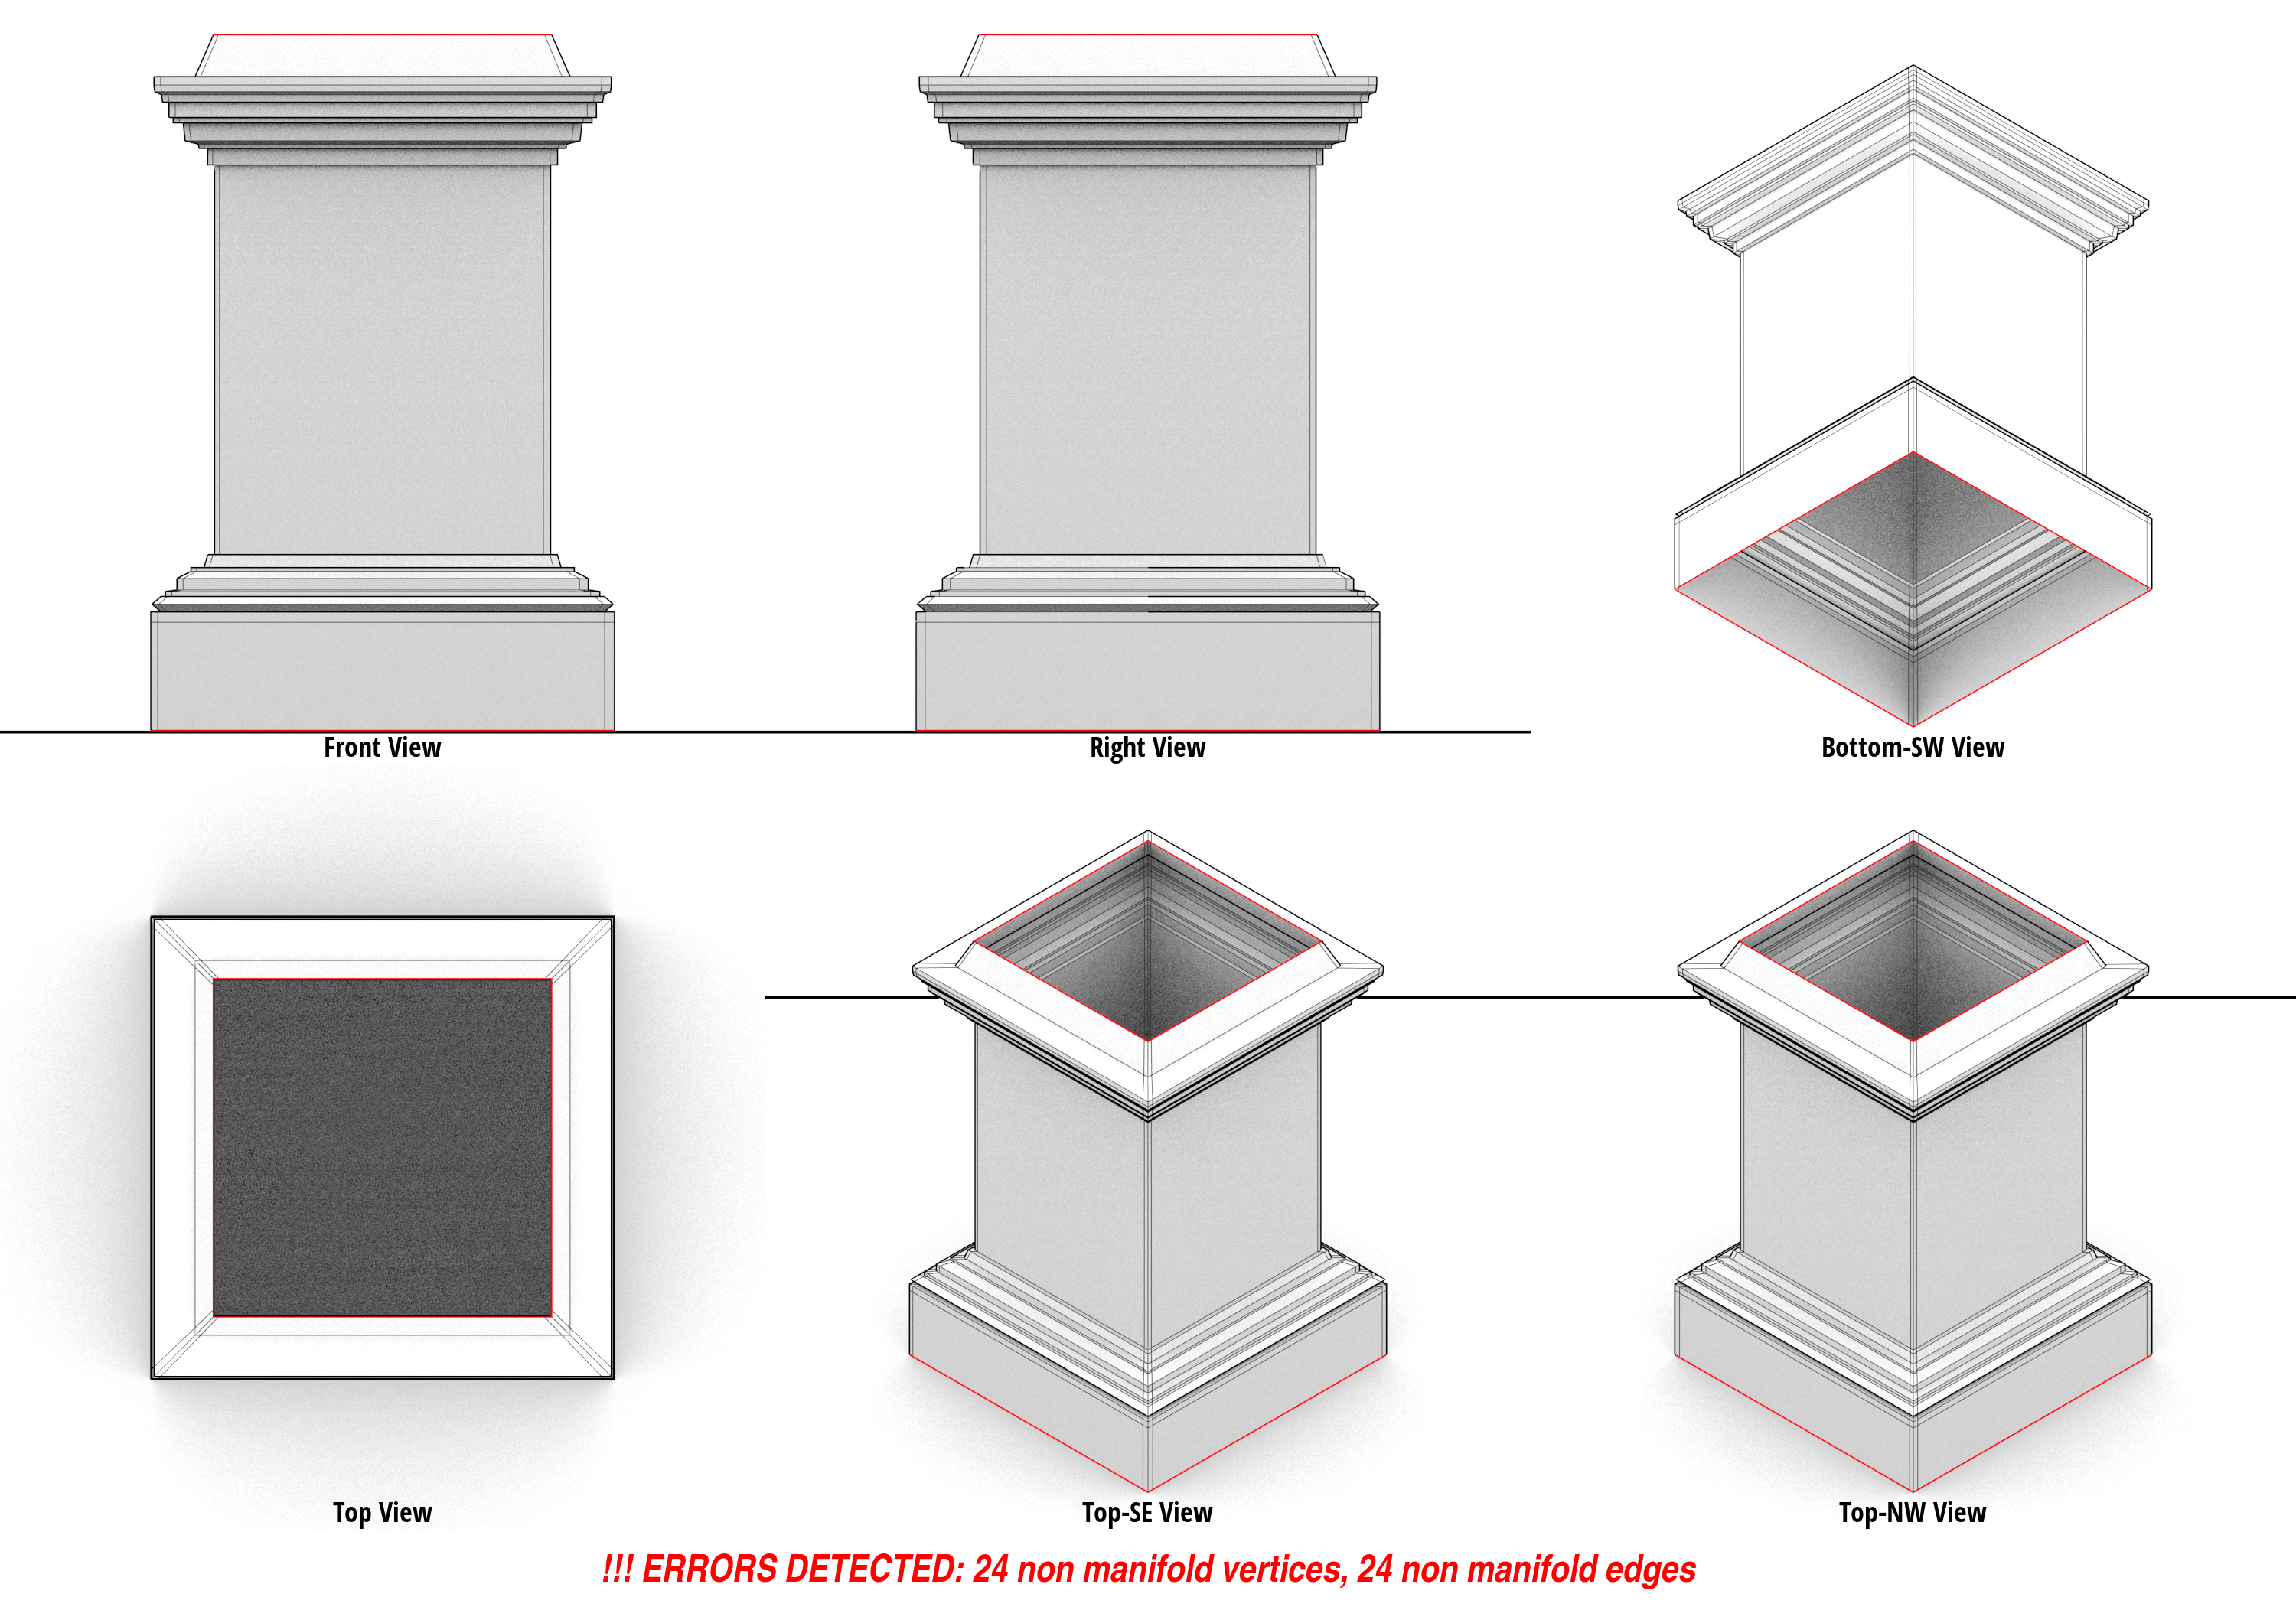 Front View
Right View
Bottom-SW View
Top View
Top-SE View
Top-NW View
!!! ERRORS DETECTED: 24 non manifold vertices, 24 non manifold edges